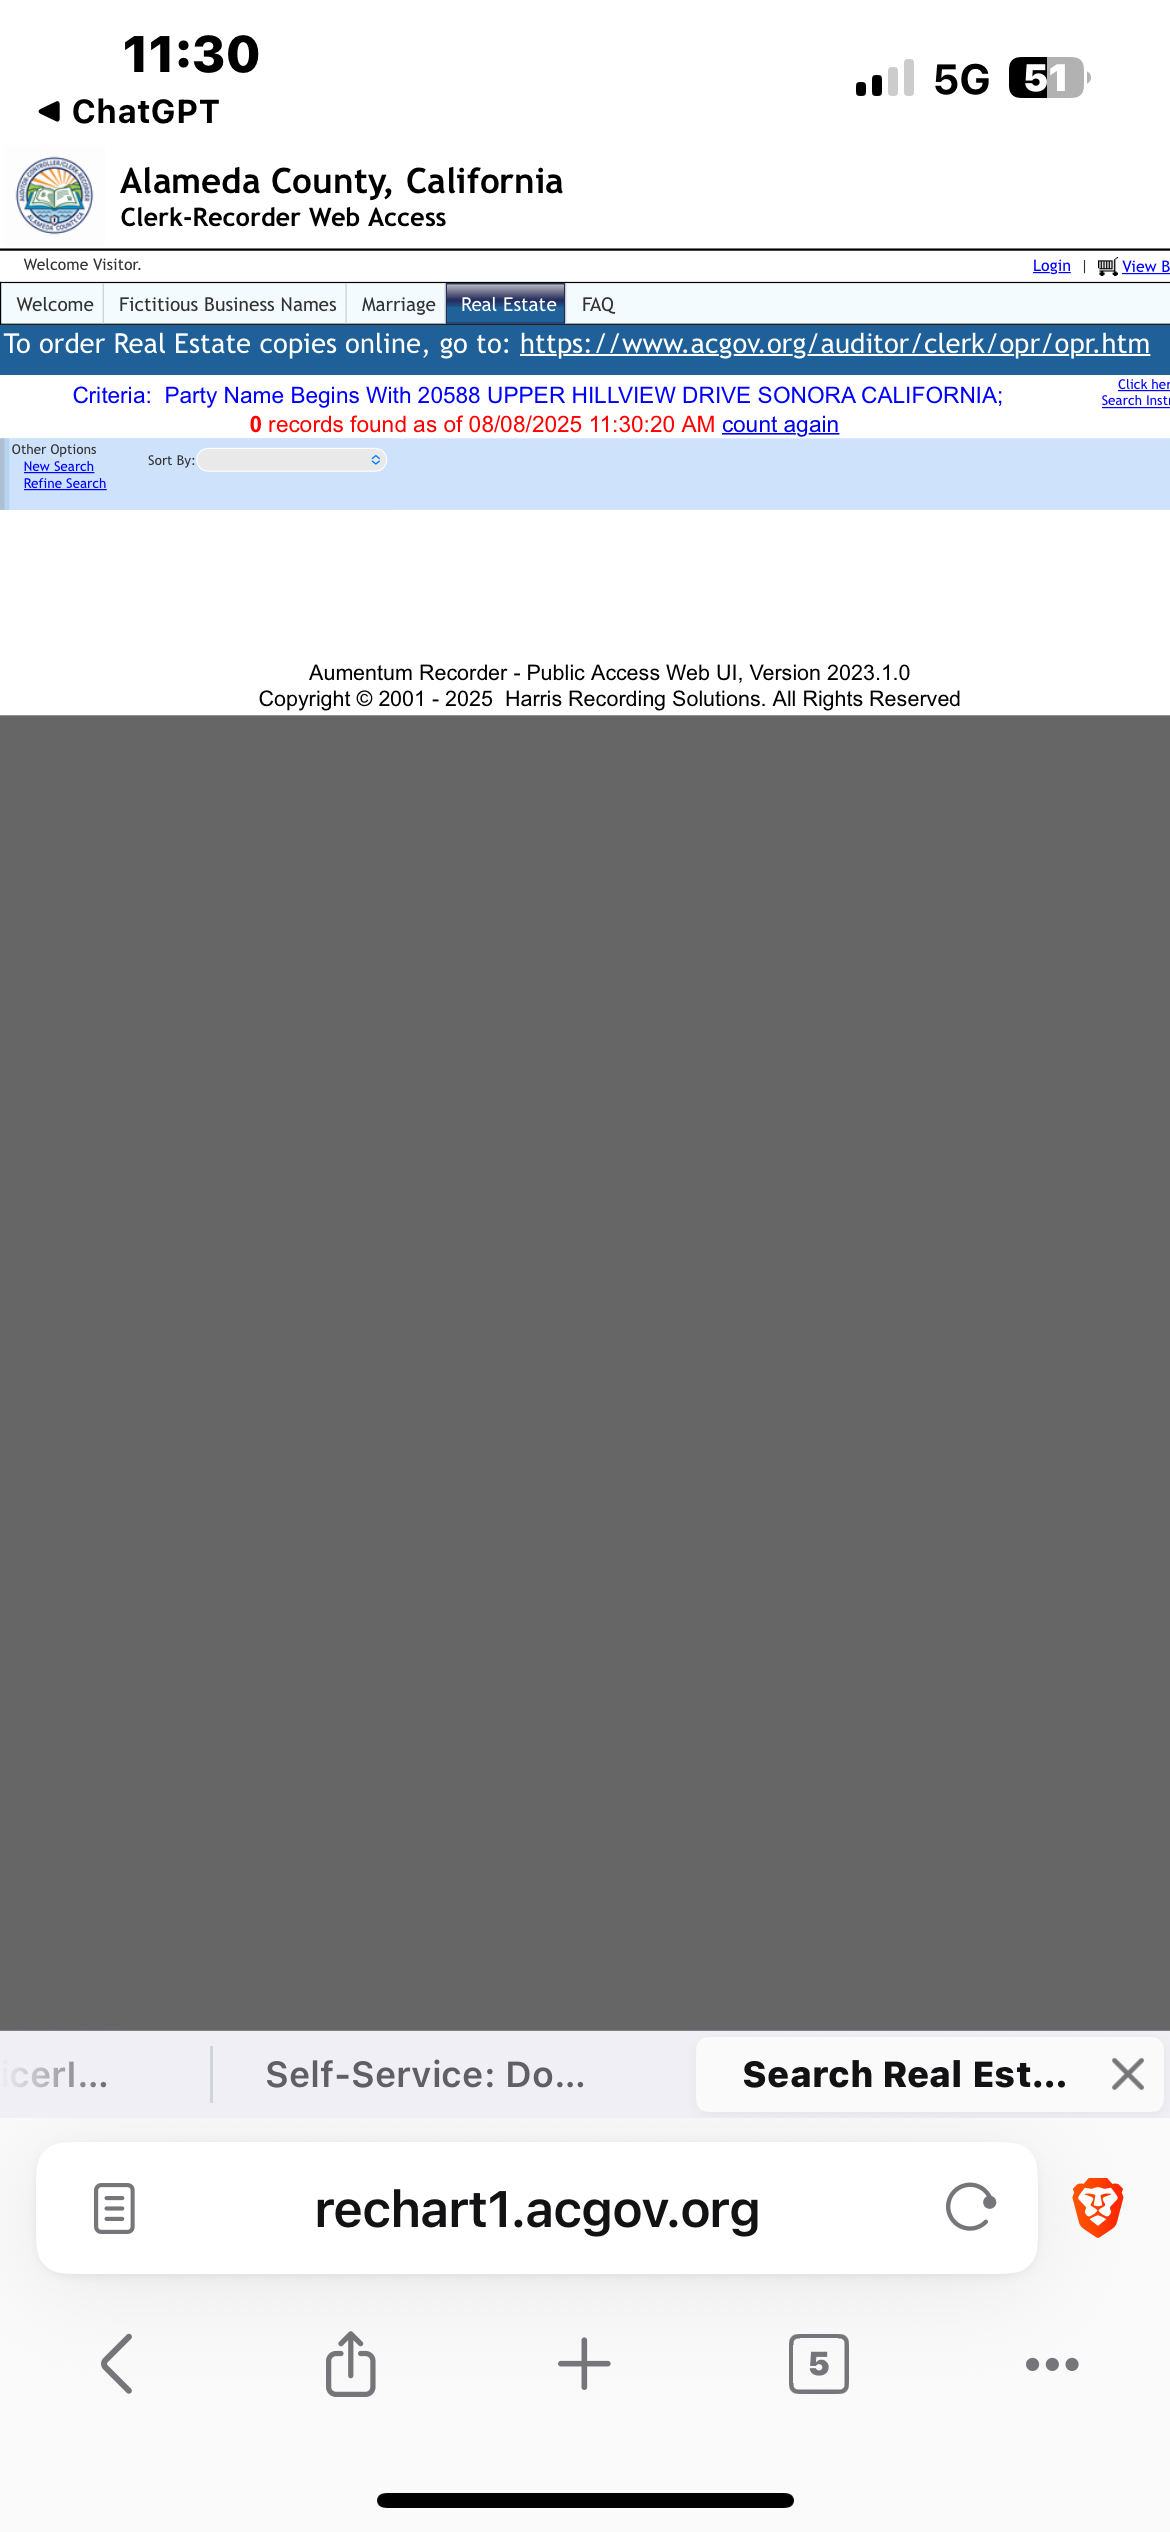 11:30
5G 51
◀ ChatGPT
Alameda County, California
Clerk-Recorder Web Access
Welcome Visitor.
Login | View B
Welcome Fictitious Business Names Marriage Real Estate FAQ
To order Real Estate copies online, go to: https://www.acgov.org/auditor/clerk/opr/opr.htm
Criteria: Party Name Begins With 20588 UPPER HILLVIEW DRIVE SONORA CALIFORNIA;
0 records found as of 08/08/2025 11:30:20 AM count again
Click her
Search Instr
Other Options
New Search
Refine Search
Sort By:
Aumentum Recorder - Public Access Web UI, Version 2023.1.0
Copyright © 2001 - 2025 Harris Recording Solutions. All Rights Reserved
icerI...
Self-Service: Do...
Search Real Est...
rechart1.acgov.org
5